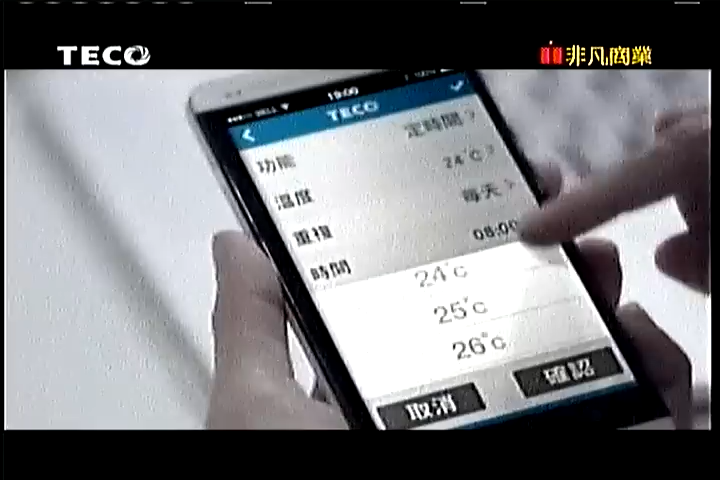 TECO
非凡商業
19:00
TECO
功能 定時間 >
溫度 24℃ >
重複 每天 >
時間 08:00
24℃
25℃
26℃
取消 確認